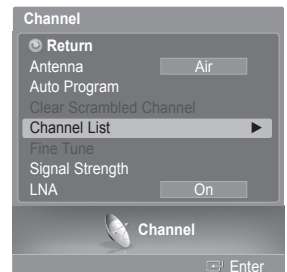 Channel
Return
Antenna Air
Auto Program
Clear Scrambled Channel
Channel List
Fine Tune
Signal Strength
LNA On
Channel
Enter